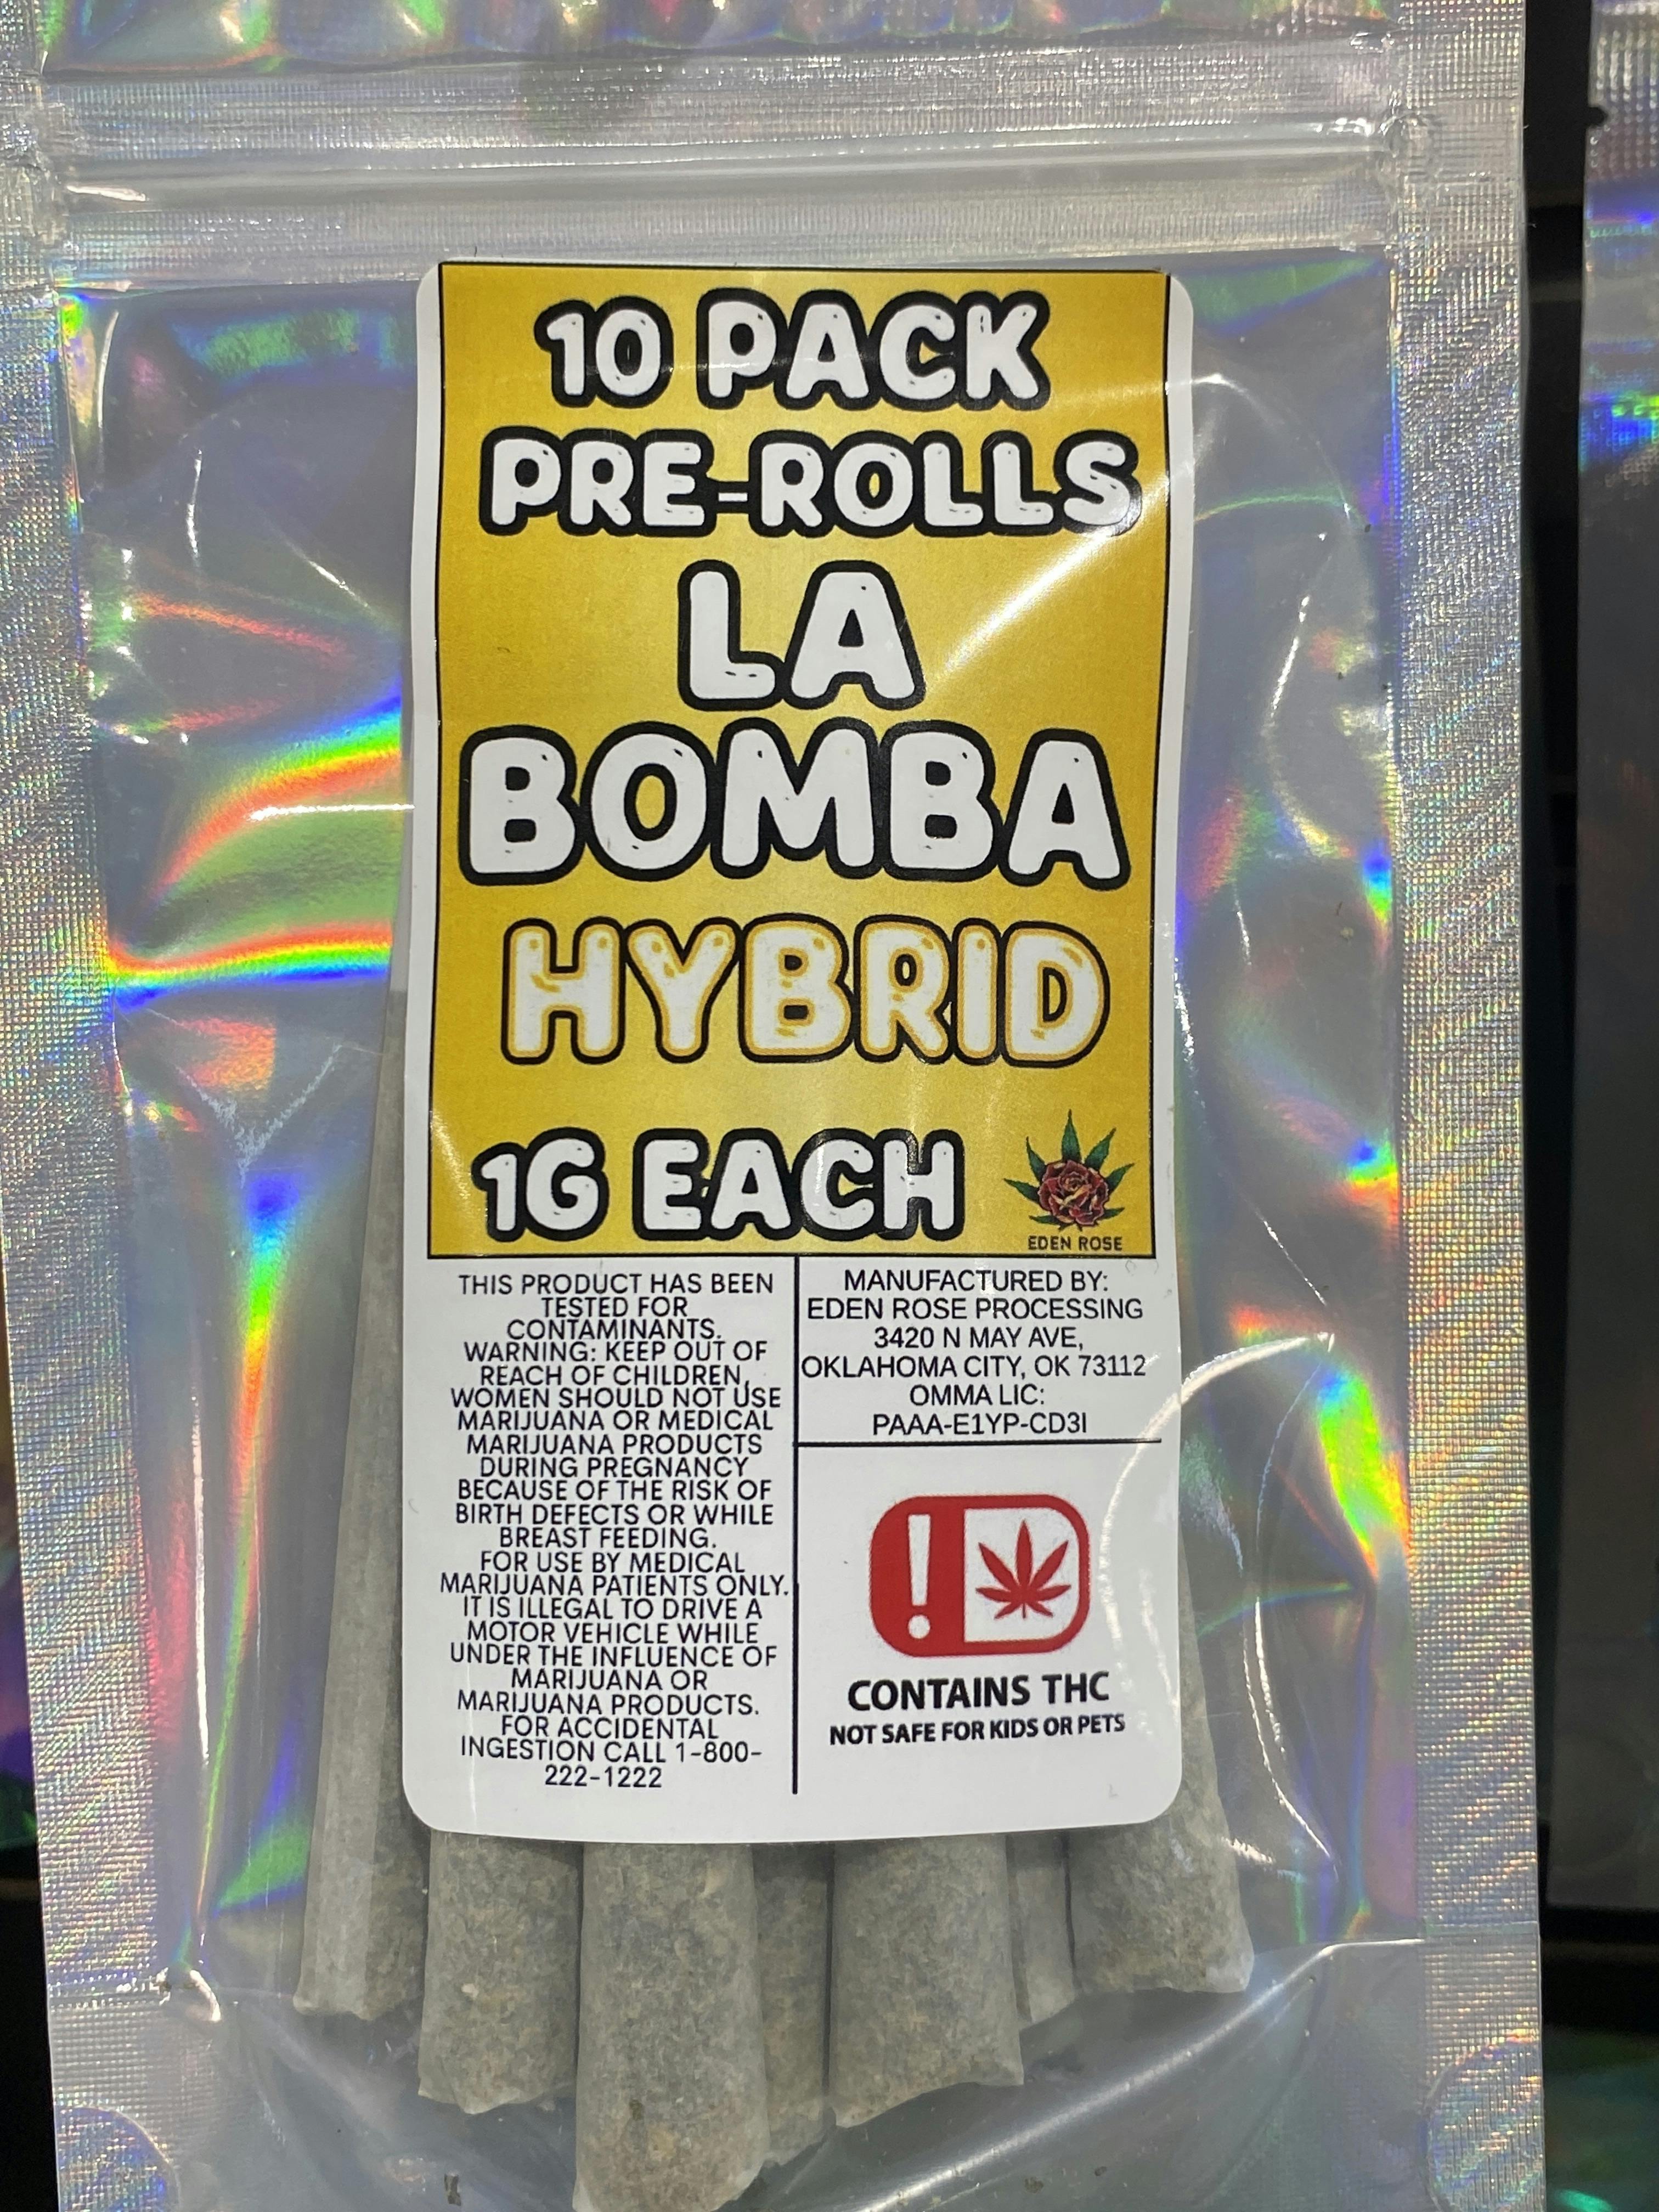 10 PACK
PRE-ROLLS
LA
BOMBA
HYBRID
1G EACH
EDEN ROSE
THIS PRODUCT HAS BEEN
TESTED FOR
CONTAMINANTS.
WARNING: KEEP OUT OF
REACH OF CHILDREN,
WOMEN SHOULD NOT USE
MARIJUANA OR MEDICAL
MARIJUANA PRODUCTS
DURING PREGNANCY
BECAUSE OF THE RISK OF
BIRTH DEFECTS OR WHILE
BREAST FEEDING.
FOR USE BY MEDICAL
MARIJUANA PATIENTS ONLY.
IT IS ILLEGAL TO DRIVE A
MOTOR VEHICLE WHILE
UNDER THE INFLUENCE OF
MARIJUANA OR
MARIJUANA PRODUCTS.
FOR ACCIDENTAL
INGESTION CALL 1-800-
222-1222
MANUFACTURED BY:
EDEN ROSE PROCESSING
3420 N MAY AVE,
OKLAHOMA CITY, OK 73112
OMMA LIC:
PAAA-E1YP-CD3I
!
CONTAINS THC
NOT SAFE FOR KIDS OR PETS